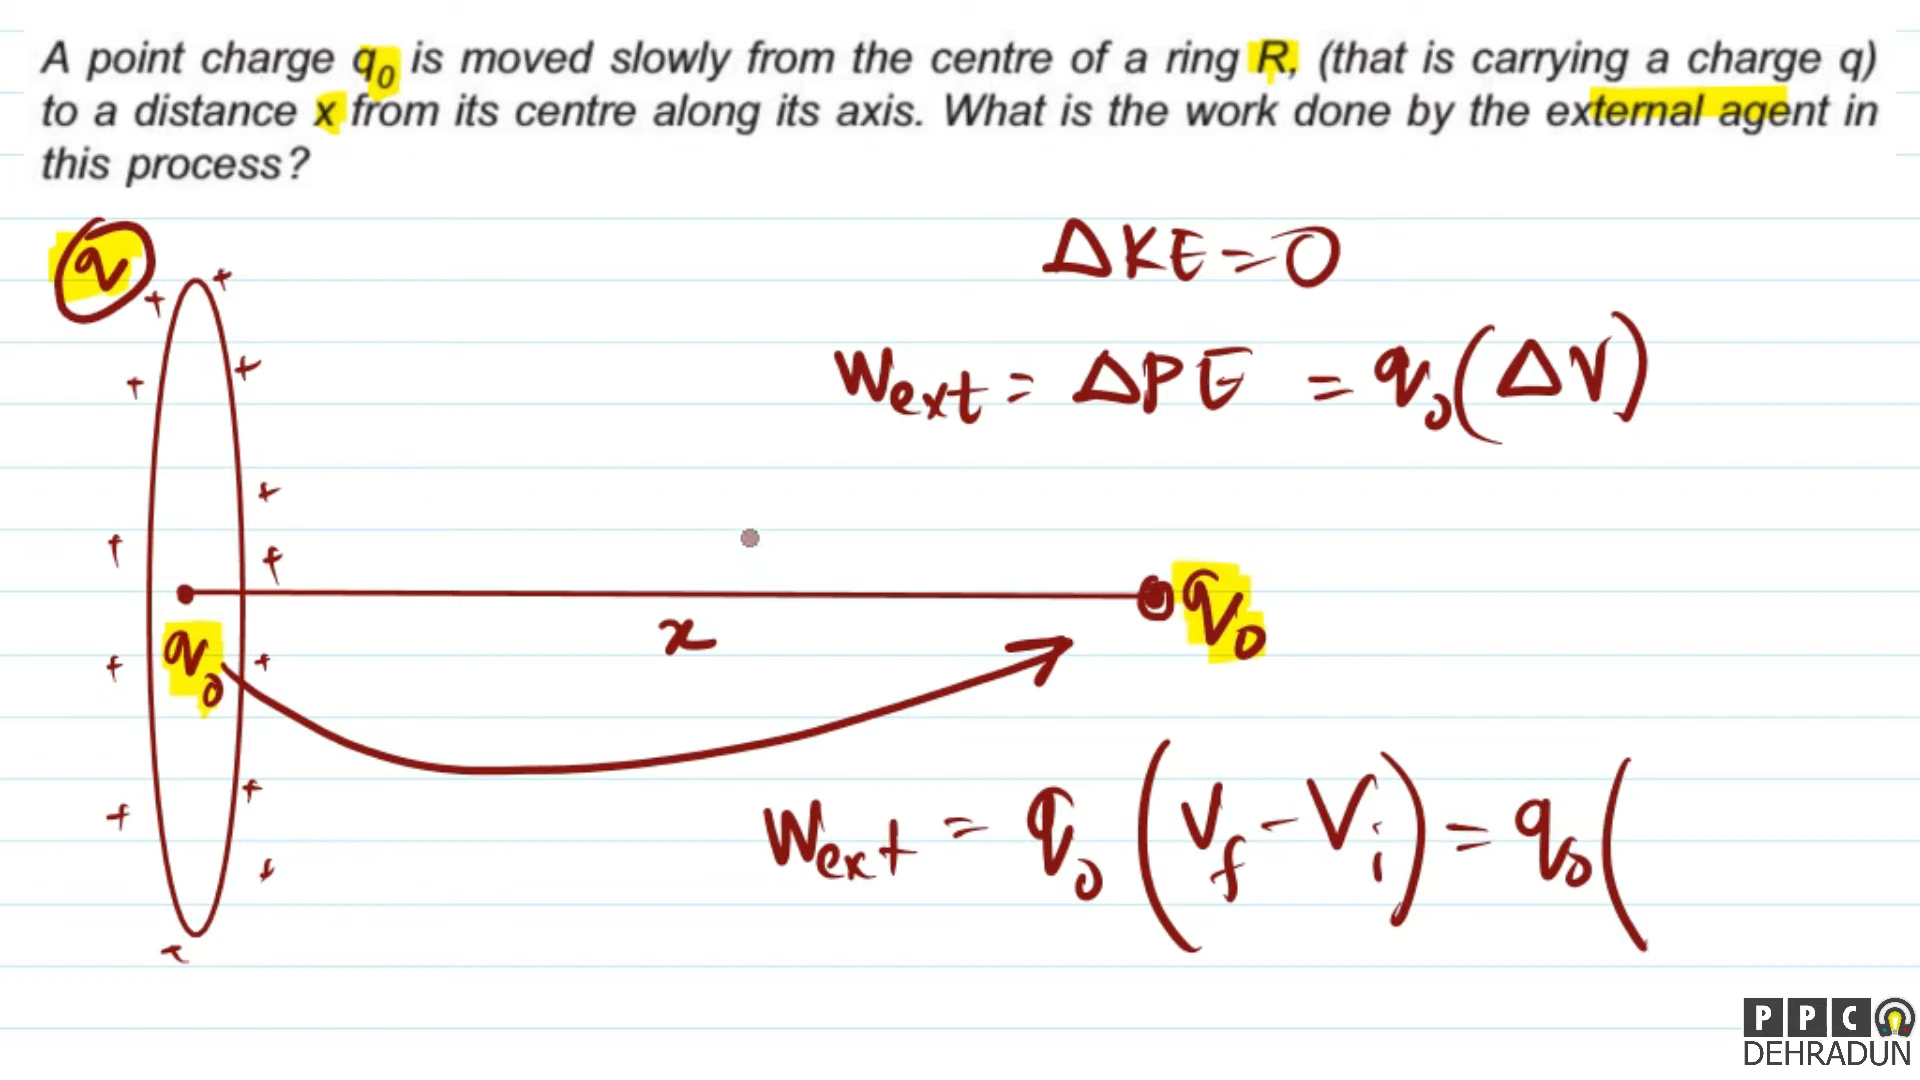 A point charge q₀ is moved slowly from the centre of a ring R, (that is carrying a charge q)
to a distance x from its centre along its axis. What is the work done by the external agent in
this process?
q
ΔKE=0
Wext = ΔPE = q₀(ΔV)
x
q₀
q₀
Wext = q₀(Vf-Vi) = q₀(
PPC
DEHRADUN